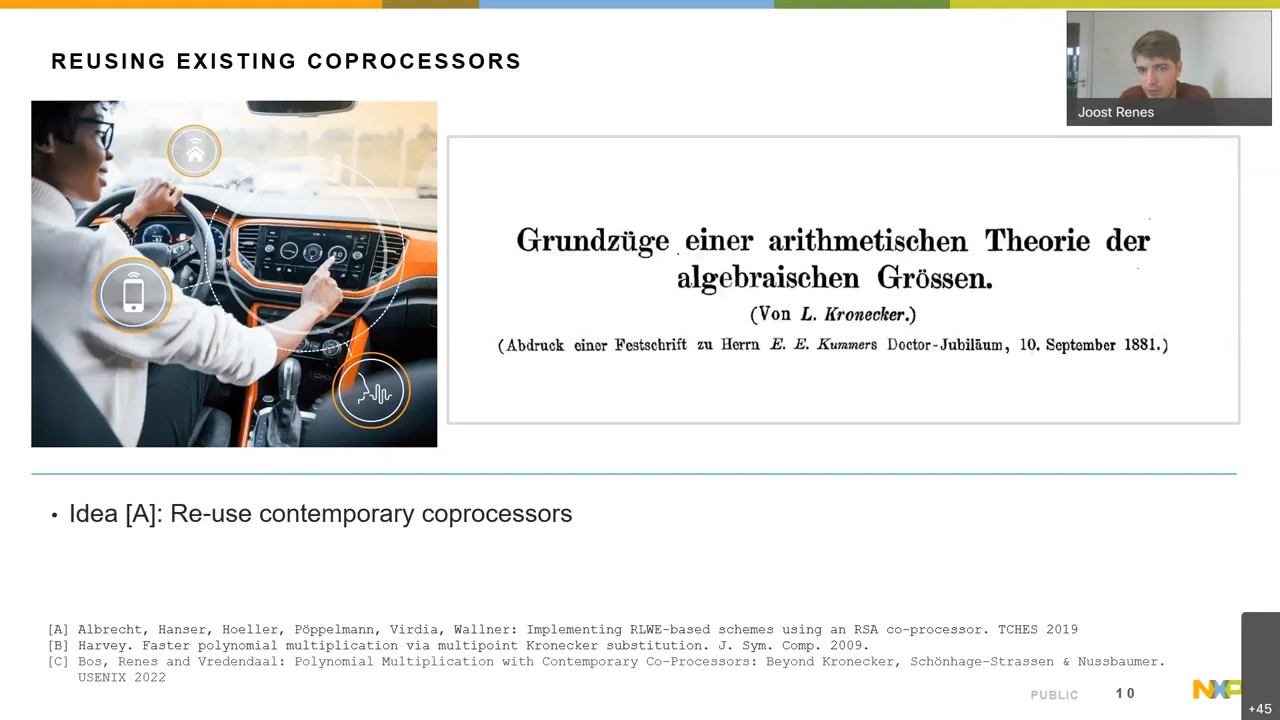 REUSING EXISTING COPROCESSORS
Joost Renes
Grundzüge einer arithmetischen Theorie der
algebraischen Grössen.
(Von L. Kronecker.)
(Abdruck einer Festschrift zu Herrn E. E. Kummers Doctor-Jubiläum, 10. September 1881.)
• Idea [A]: Re-use contemporary coprocessors
[A] Albrecht, Hanser, Hoeller, Pöppelmann, Virdia, Wallner: Implementing RLWE-based schemes using an RSA co-processor. TCHES 2019
[B] Harvey. Faster polynomial multiplication via multipoint Kronecker substitution. J. Sym. Comp. 2009.
[C] Bos, Renes and Vredendaal: Polynomial Multiplication with Contemporary Co-Processors: Beyond Kronecker, Schönhage-Strassen & Nussbaumer.
USENIX 2022
PUBLIC 10
NXP
+45